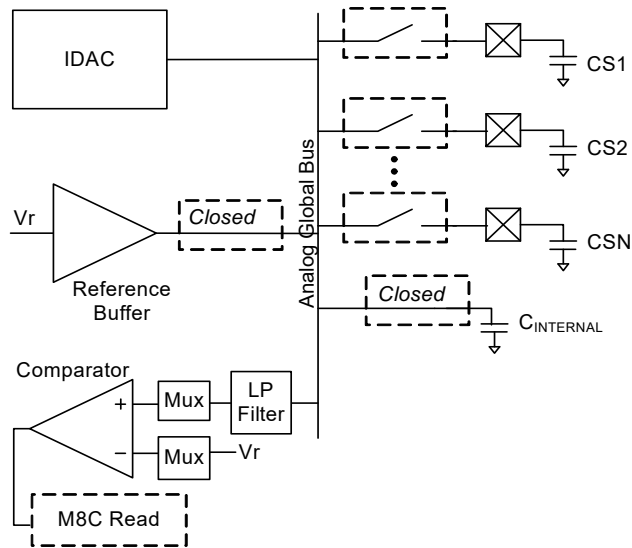 IDAC
CS1
CS2
Analog Global Bus
Vr
Closed
CSN
Reference
Buffer
Closed
CINTERNAL
Comparator
+
Mux
LP
Filter
−
Mux
Vr
M8C Read